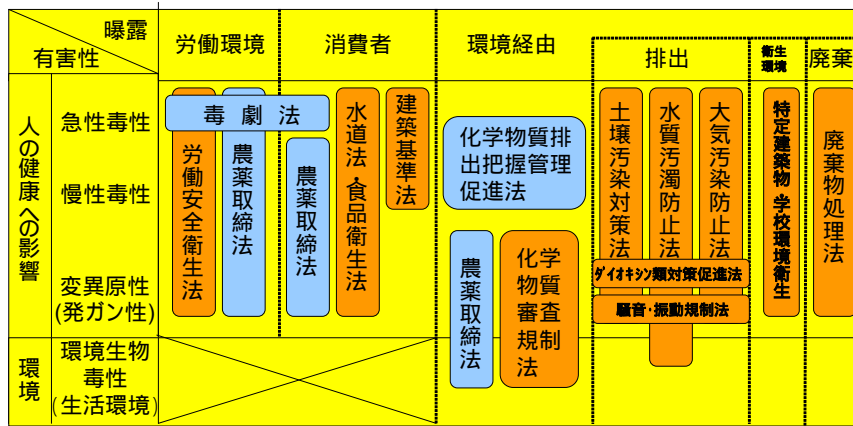 曝露
有害性
労働環境
消費者
環境経由
排出
衛生
環境
廃棄
人の健康への影響
急性毒性
慢性毒性
変異原性
(発ガン性)
環境
環境生物
毒性
(生活環境)
労働安全衛生法
農薬取締法
毒劇法
農薬取締法
水道法・食品衛生法
建築基準法
化学物質排
出把握管理
促進法
農薬取締法
化学
物質
審査
規制
法
土壌汚染対策法
水質汚濁防止法
大気汚染防止法
ダイオキシン類対策促進法
騒音・振動規制法
特定建築物 学校環境衛生
廃棄物処理法